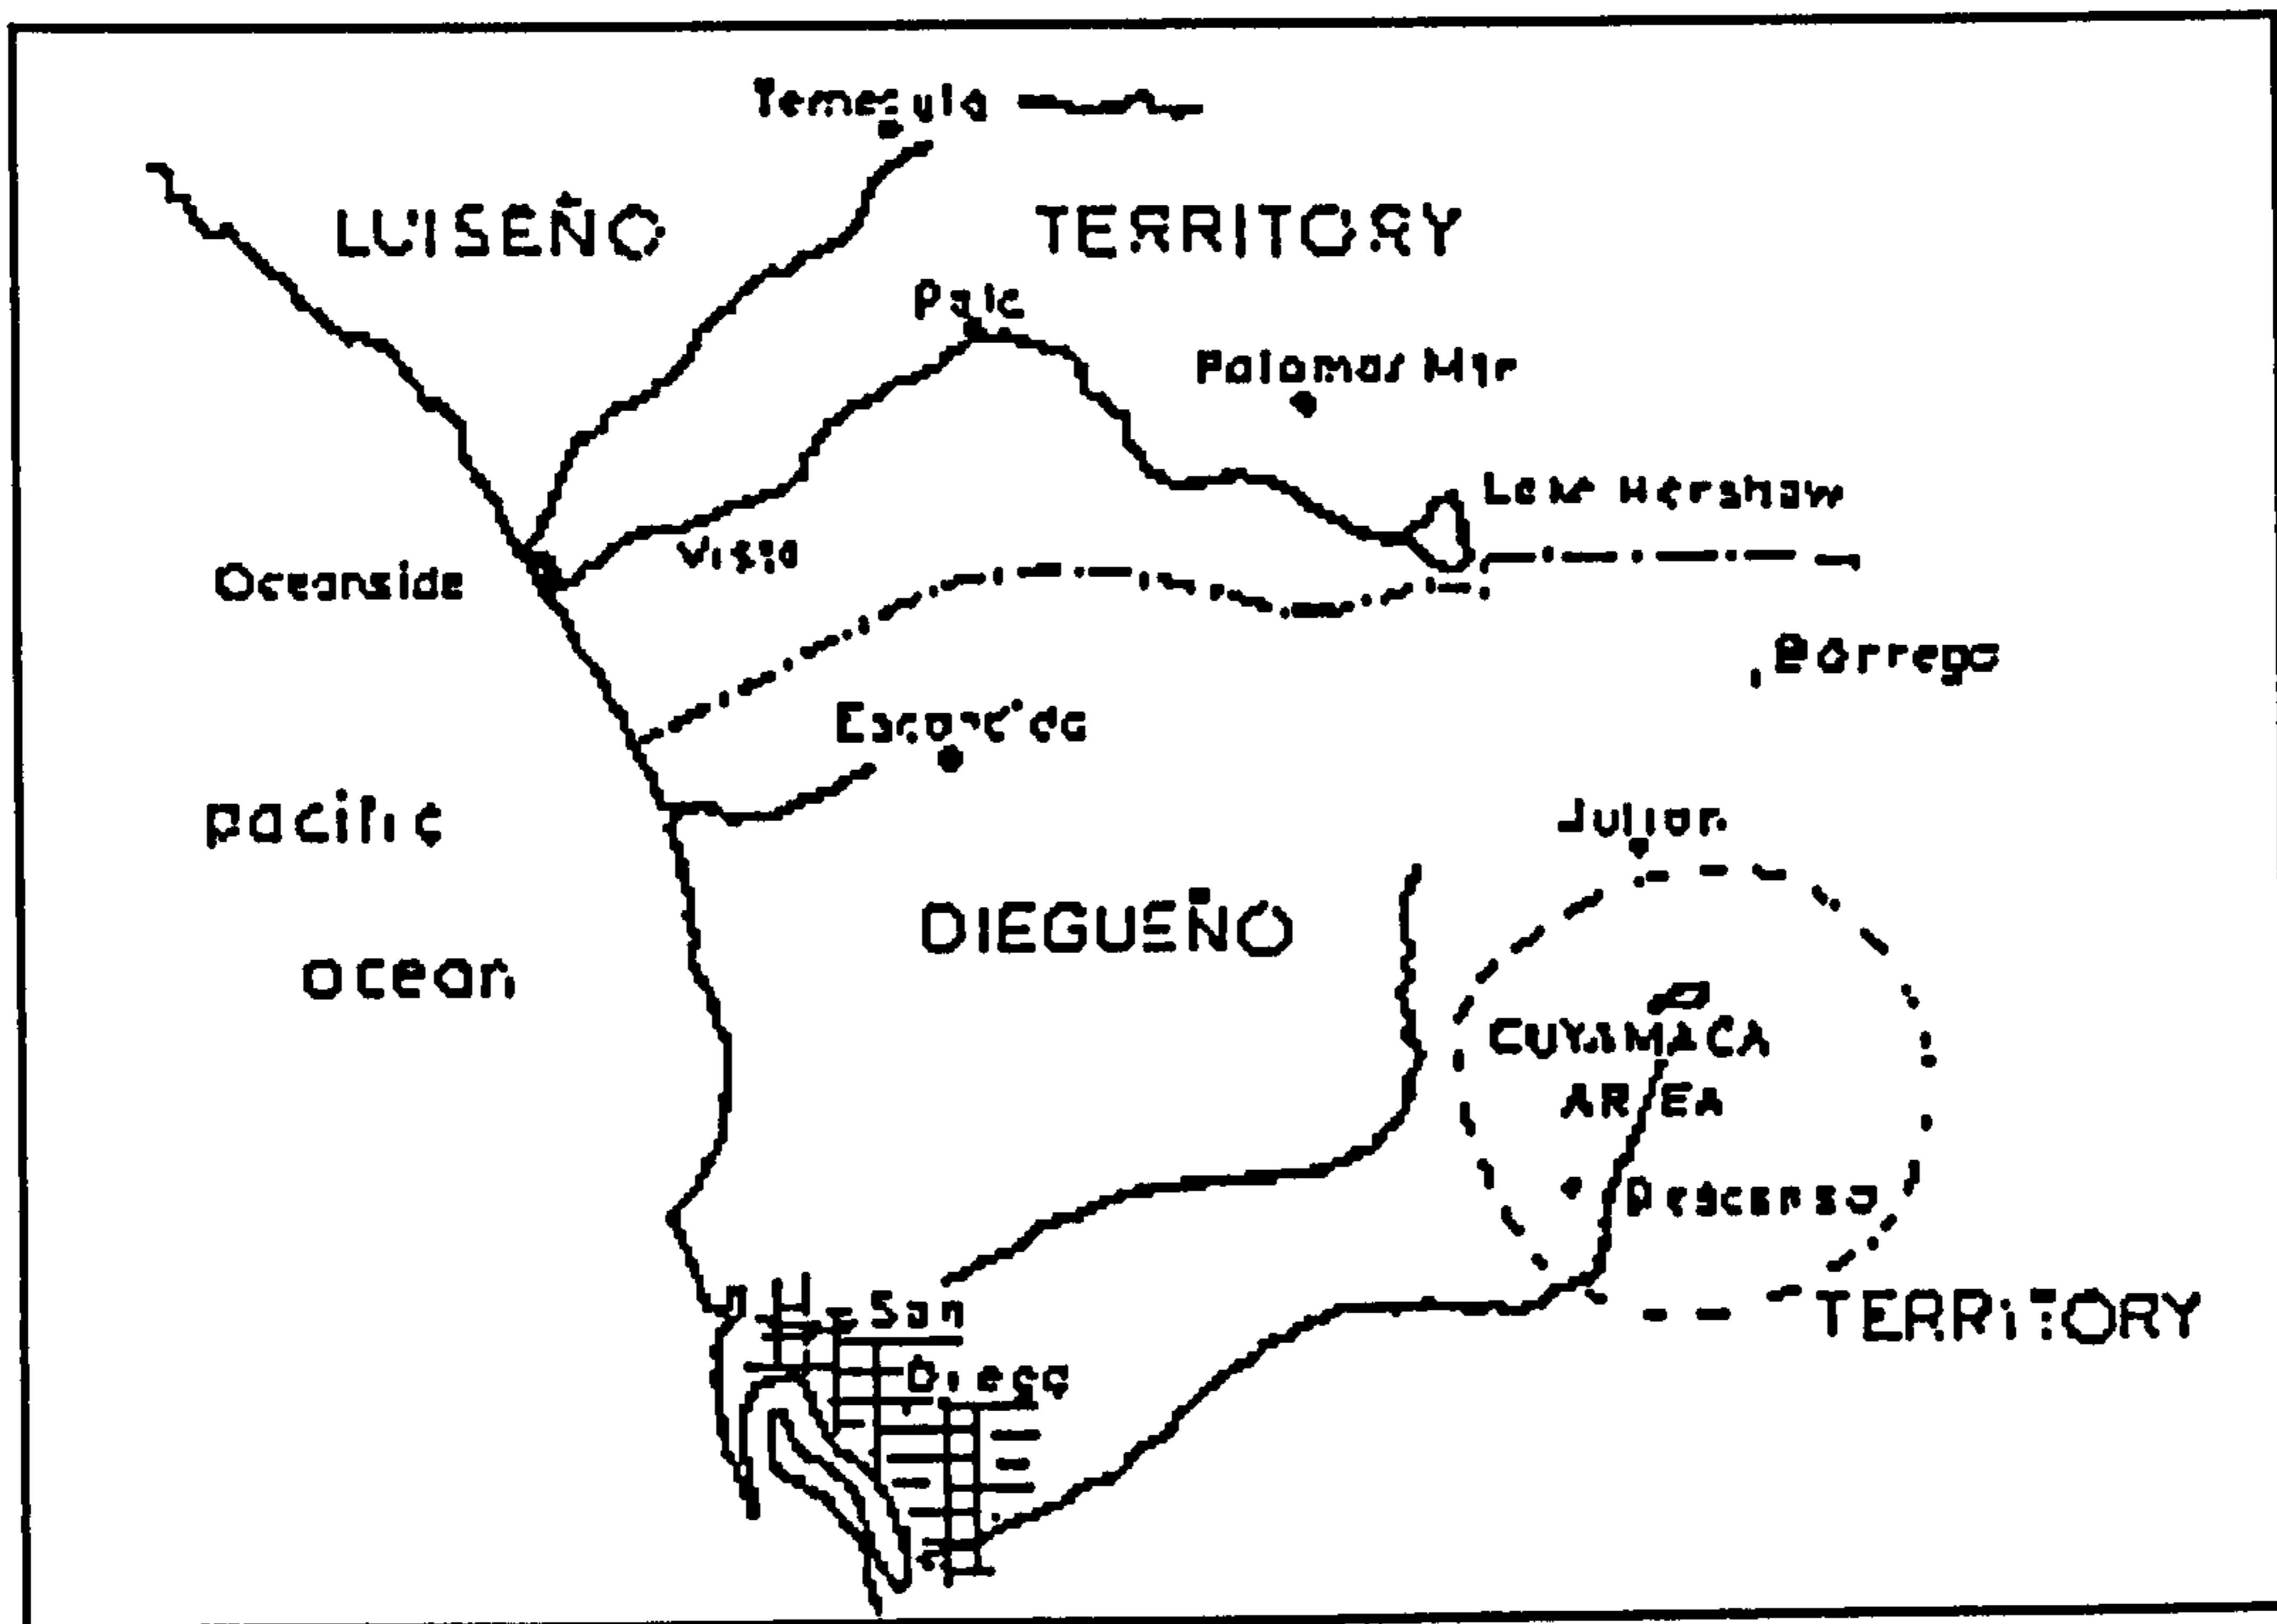 Temecula
LUISEÑO TERRITORY
Pala
Palomar Mtn
Lake Hershaw
Vista
Oceanside
Borrego
Escondido
Pacific
Julian
DIEGUEÑO
ocean
CUYAMACA
AREA
Descanso
San
TERRITORY
Diego